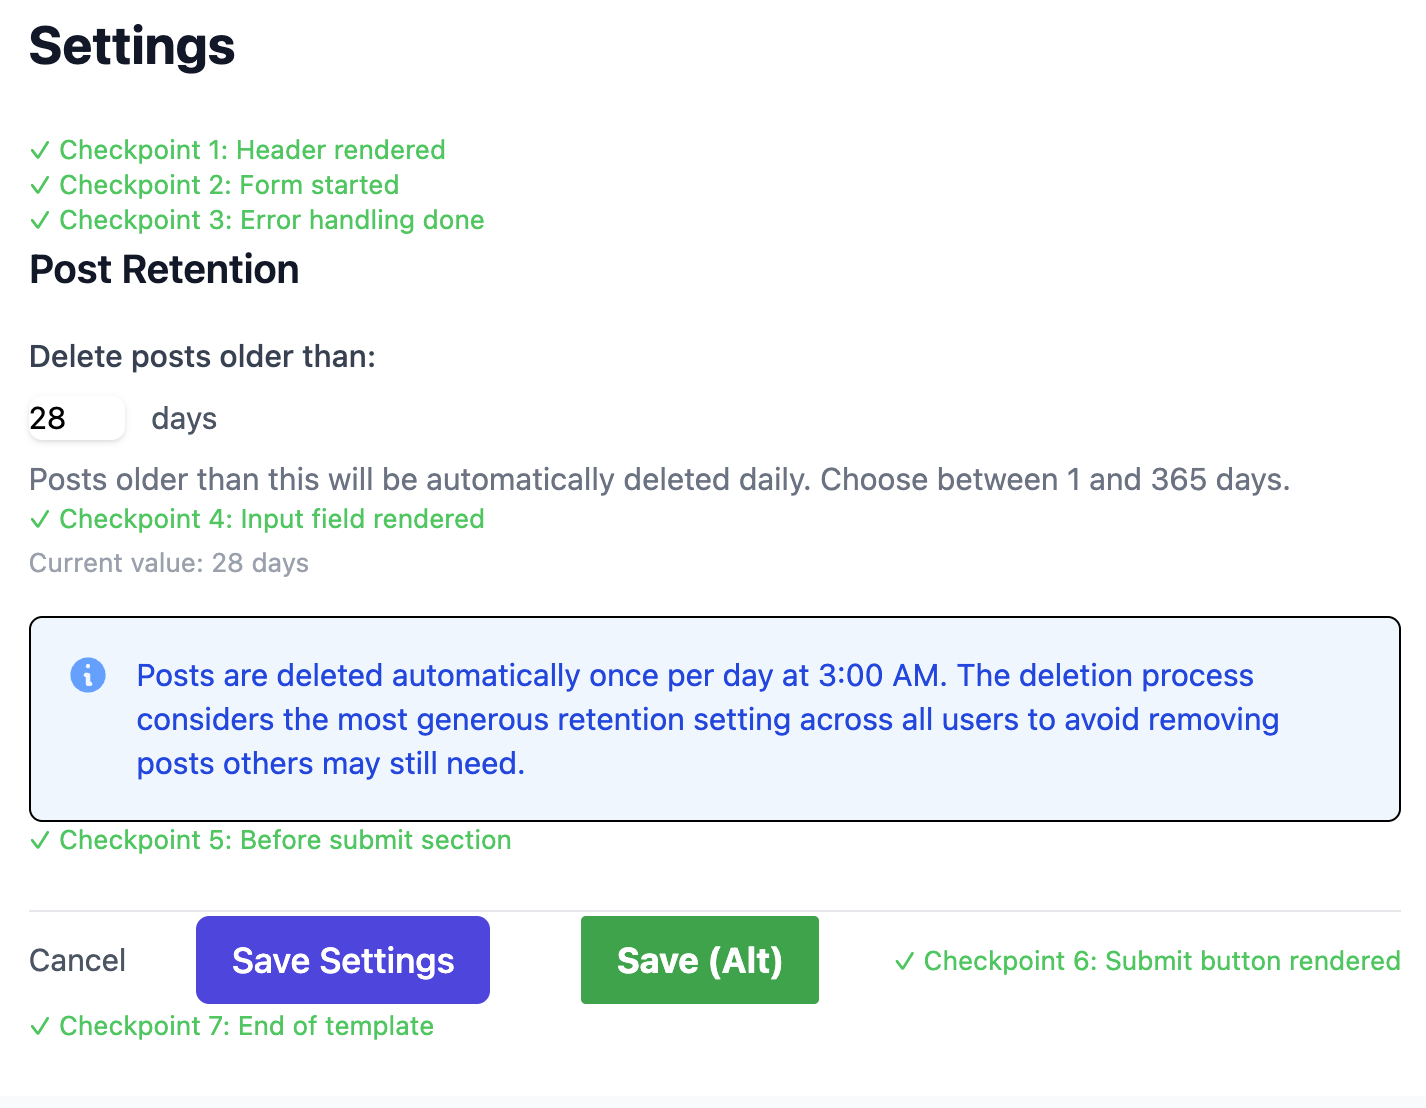 Settings
✓ Checkpoint 1: Header rendered
✓ Checkpoint 2: Form started
✓ Checkpoint 3: Error handling done
Post Retention
Delete posts older than:
28 days
Posts older than this will be automatically deleted daily. Choose between 1 and 365 days.
✓ Checkpoint 4: Input field rendered
Current value: 28 days
Posts are deleted automatically once per day at 3:00 AM. The deletion process
considers the most generous retention setting across all users to avoid removing
posts others may still need.
✓ Checkpoint 5: Before submit section
Cancel Save Settings Save (Alt) ✓ Checkpoint 6: Submit button rendered
✓ Checkpoint 7: End of template